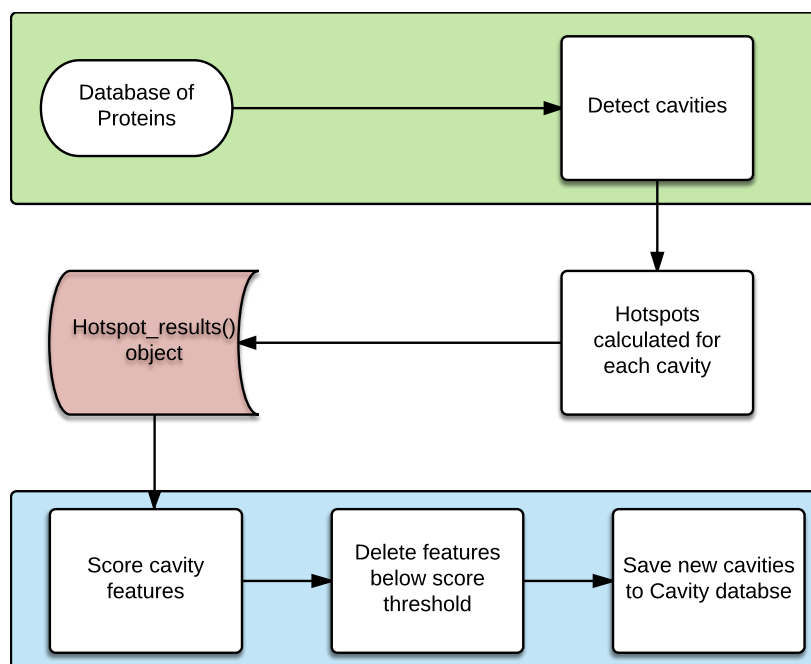 Database of
Proteins
Detect cavities
Hotspots
calculated for
each cavity
Hotspot_results()
object
Score cavity
features
Delete features
below score
threshold
Save new cavities
to Cavity databse